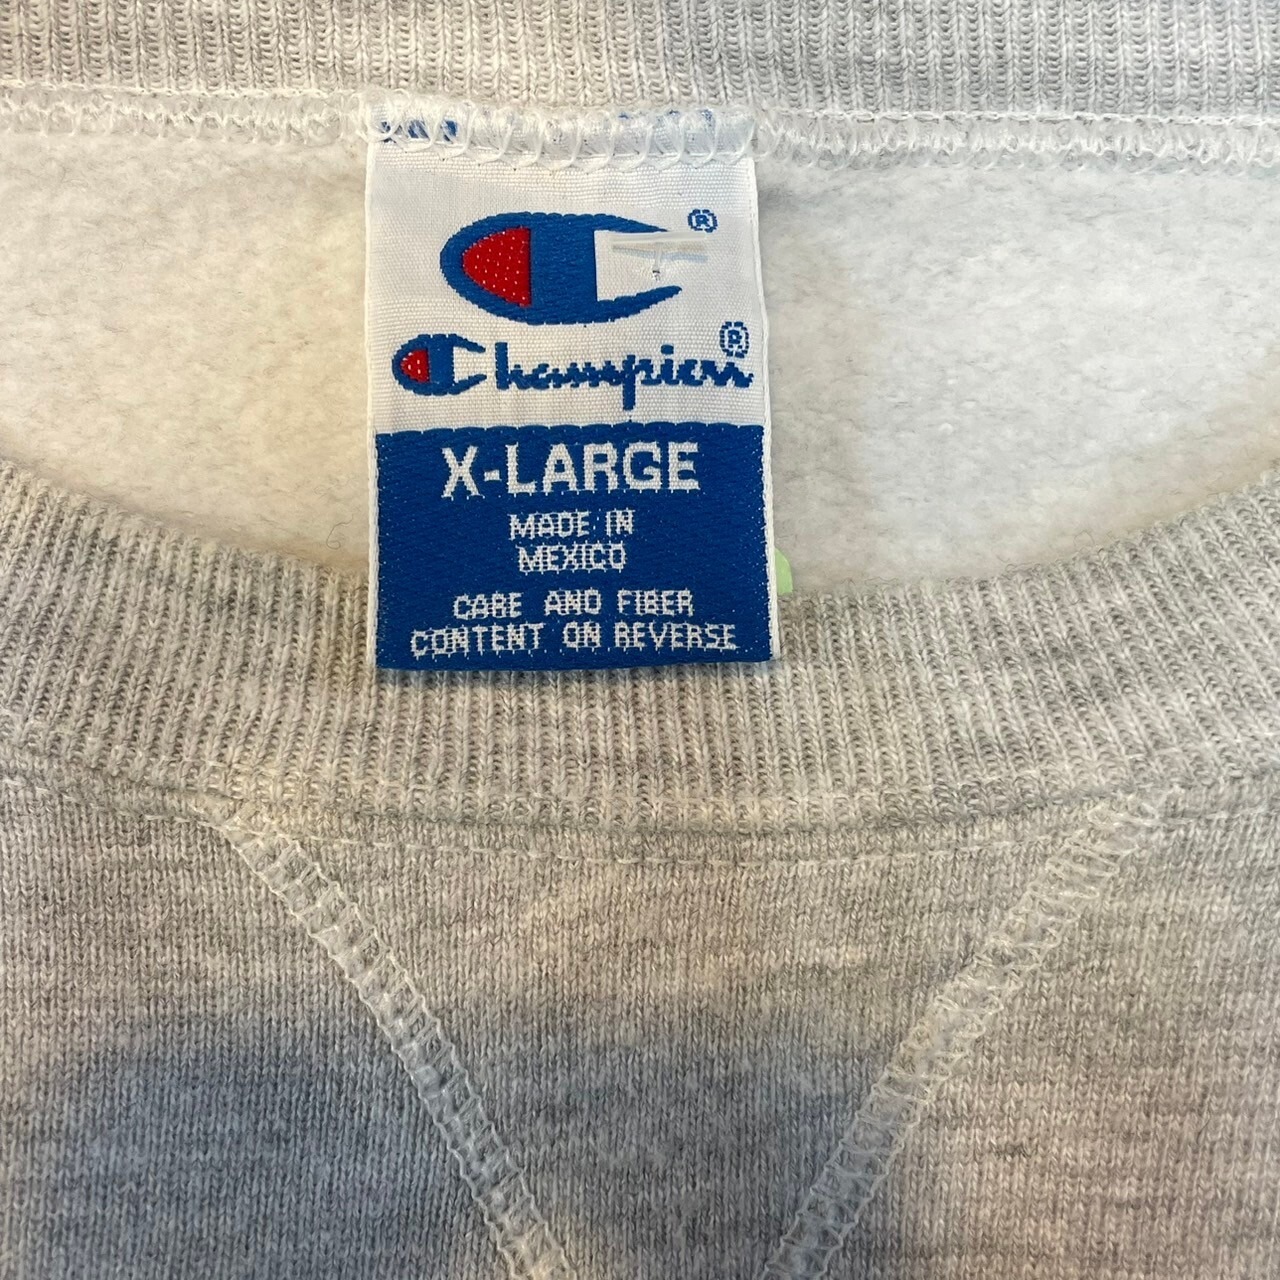 ®
Champion®
X-LARGE
MADE IN
MEXICO
CARE AND FIBER
CONTENT ON REVERSE